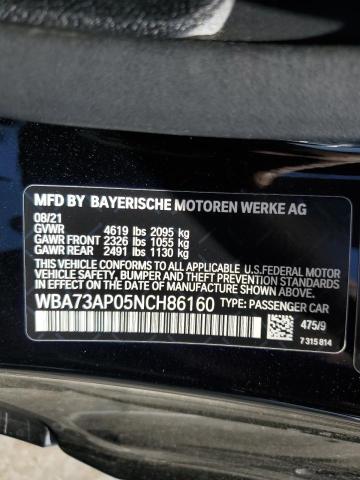 MFD BY BAYERISCHE MOTOREN WERKE AG
08/21
GVWR 4619 lbs 2095 kg
GAWR FRONT 2326 lbs 1055 kg
GAWR REAR 2491 lbs 1130 kg
THIS VEHICLE CONFORMS TO ALL APPLICABLE U.S.
FEDERAL MOTOR VEHICLE SAFETY, BUMPER, AND
THEFT PREVENTION STANDARDS IN EFFECT ON THE
DATE OF MANUFACTURE SHOWN ABOVE.
WBA73AP05NCH86160 TYPE: PASSENGER CAR
475/9
7 315 814